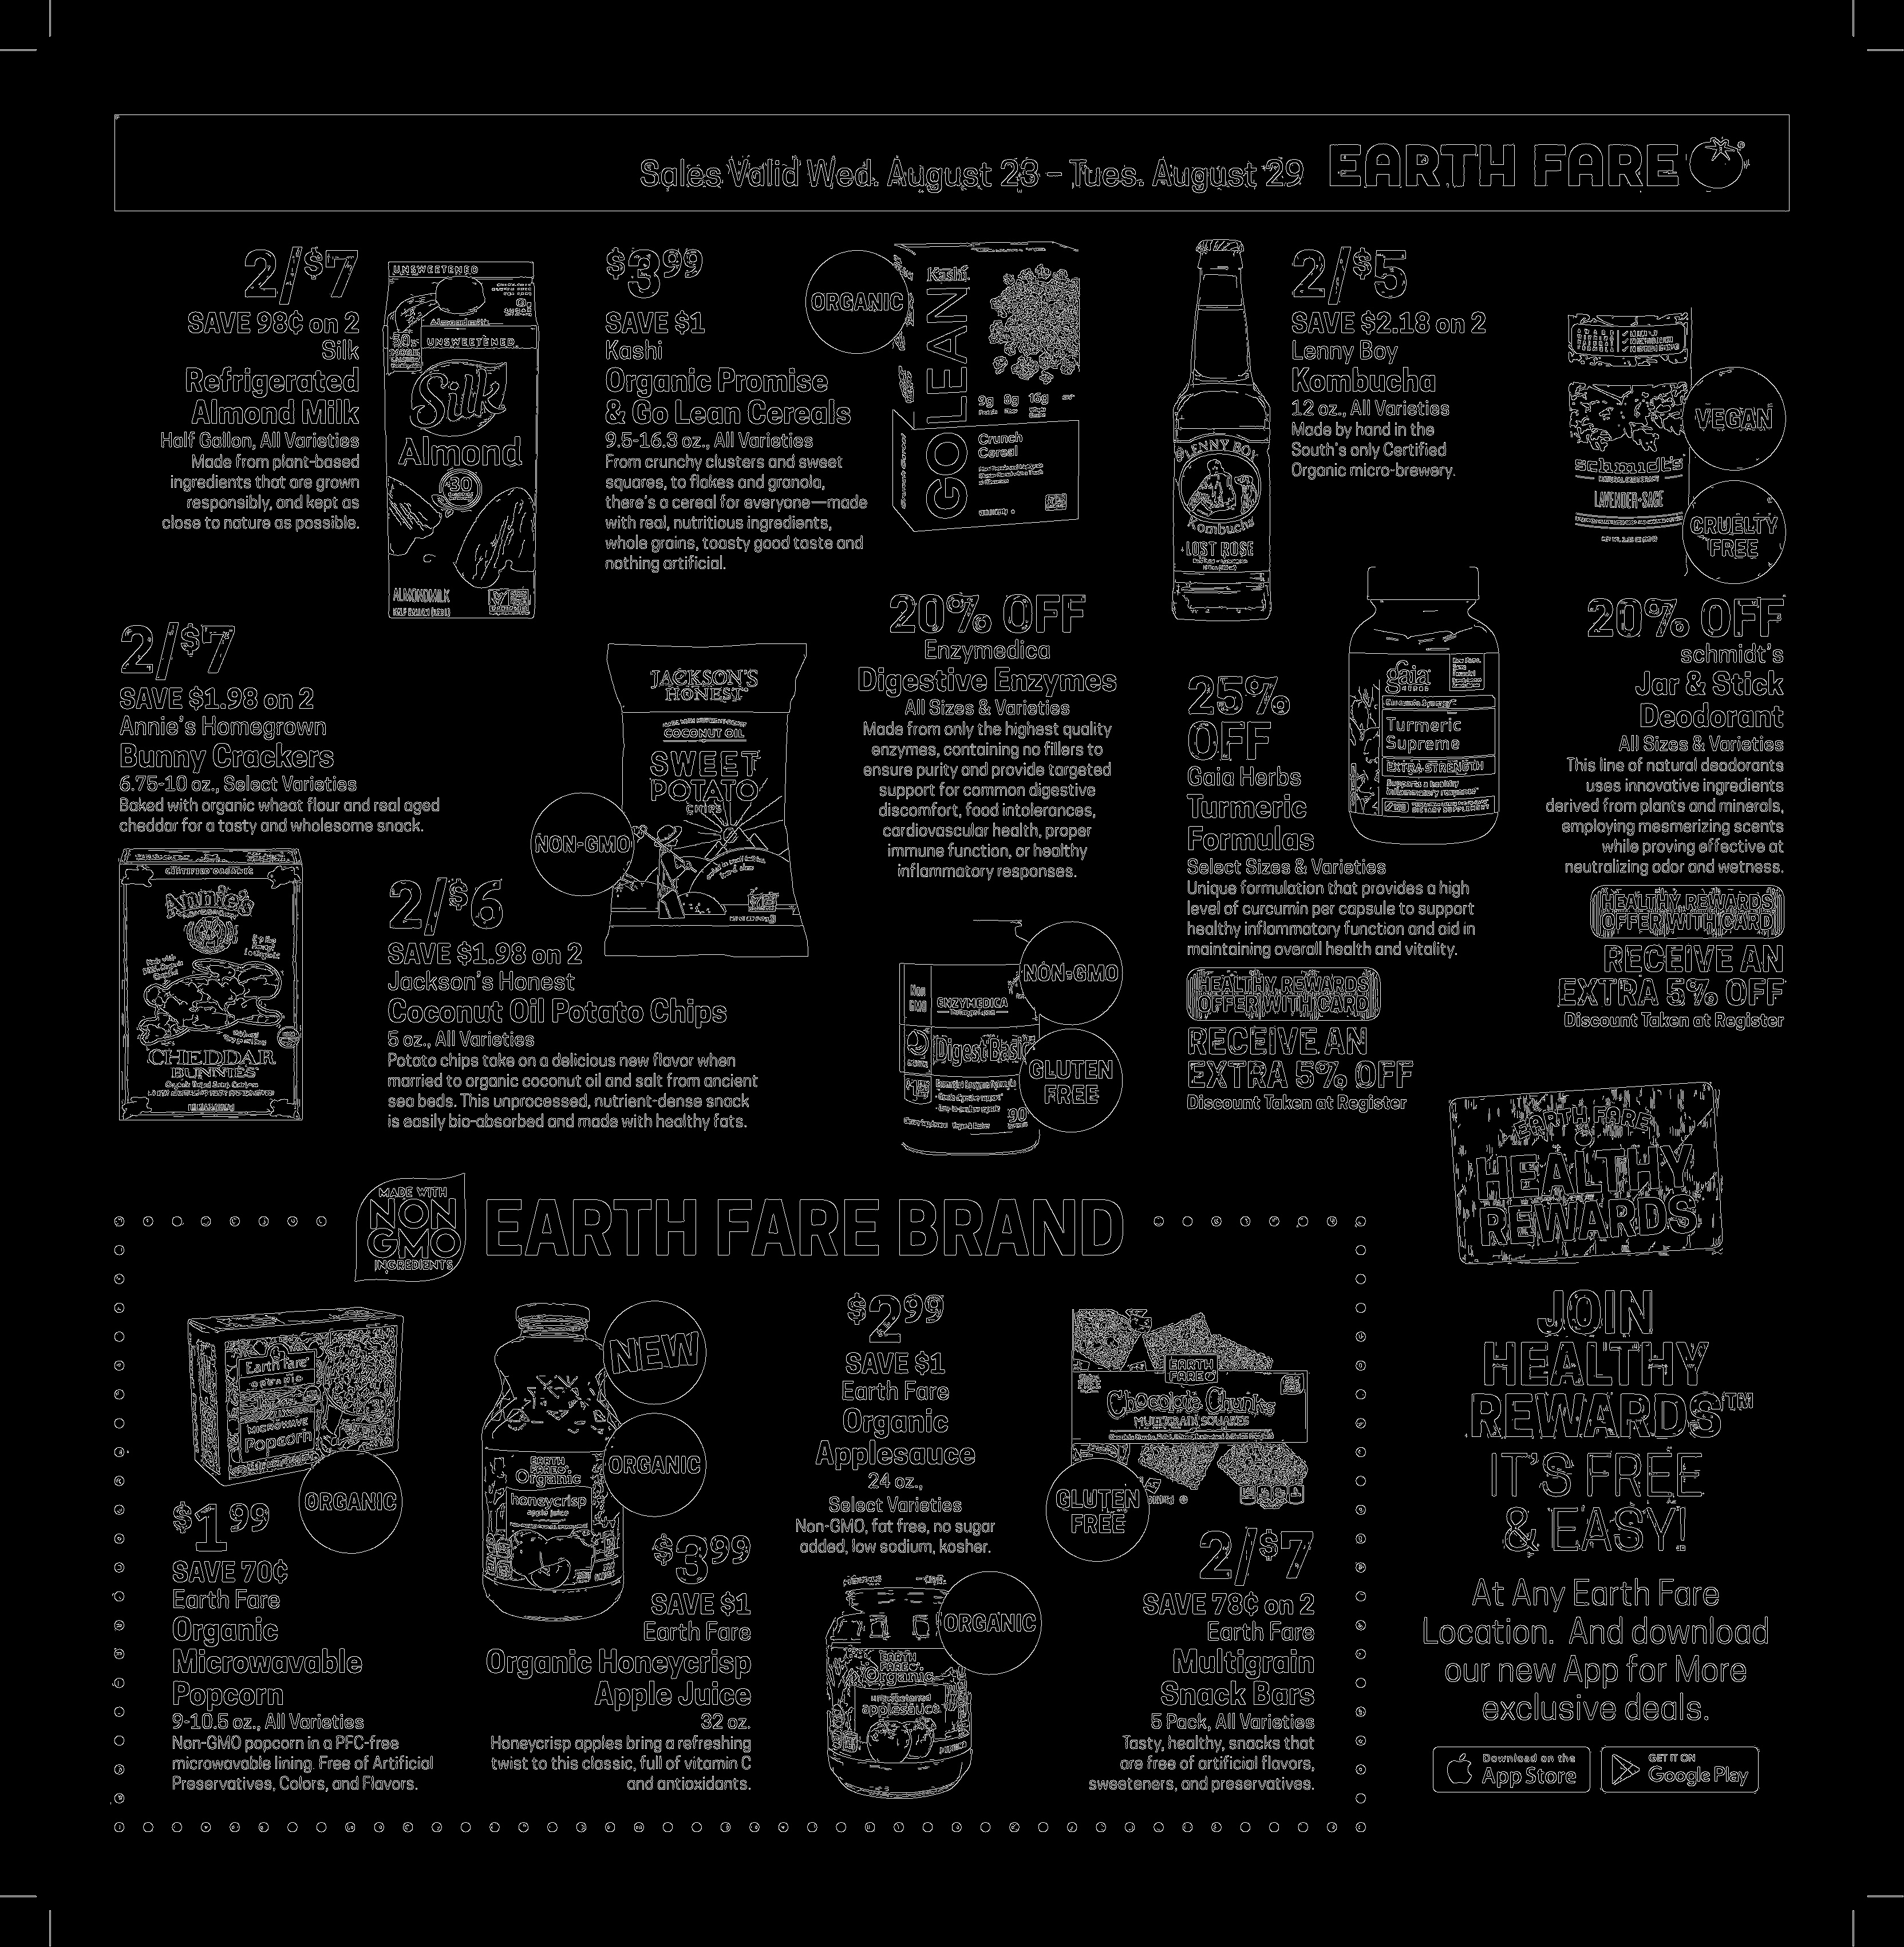 Sales Valid Wed. August 23 – Tues. August 29 EARTH FARE
2/$7
SAVE 98¢ on 2
Silk
Refrigerated
Almond Milk
Half Gallon, All Varieties
Made from plant-based
ingredients that are grown
responsibly, and kept as
close to nature as possible.
UNSWEETENED
Almondmilk
UNSWEETENED
Silk
Almond
30
ALMONDMILK
HALF GALLON
$3.99
SAVE $1
Kashi
Organic Promise
& Go Lean Cereals
9.5-16.3 oz., All Varieties
From crunchy clusters and sweet
squares, to flakes and granola,
there's a cereal for everyone—made
with real, nutritious ingredients,
whole grains, toasty good taste and
nothing artificial.
ORGANIC
Kashi
GO LEAN
9g 8g
Crunch
Cereal
LENNY BOY
Kombucha
LOST ROSE
2/$5
SAVE $2.18 on 2
Lenny Boy
Kombucha
12 oz., All Varieties
Made by hand in the
South's only Certified
Organic micro-brewery.
schmidt's
LAVENDER+SAGE
VEGAN
CRUELTY
FREE
20% OFF
schmidt's
Jar & Stick
Deodorant
All Sizes & Varieties
This line of natural deodorants
uses innovative ingredients
derived from plants and minerals,
employing mesmerizing scents
while proving effective at
neutralizing odor and wetness.
HEALTHY REWARDS
OFFER WITH CARD
RECEIVE AN
EXTRA 5% OFF
Discount Taken at Register
2/$7
SAVE $1.98 on 2
Annie's Homegrown
Bunny Crackers
6.75-10 oz., Select Varieties
Baked with organic wheat flour and real aged
cheddar for a tasty and wholesome snack.
CERTIFIED ORGANIC
Annie's
CHEDDAR
BUNNIES
JACKSON'S
HONEST
COCONUT OIL
SWEET
POTATO
CHIPS
NON-GMO
2/$6
SAVE $1.98 on 2
Jackson's Honest
Coconut Oil Potato Chips
5 oz., All Varieties
Potato chips take on a delicious new flavor when
married to organic coconut oil and salt from ancient
sea beds. This unprocessed, nutrient-dense snack
is easily bio-absorbed and made with healthy fats.
20% OFF
Enzymedica
Digestive Enzymes
All Sizes & Varieties
Made from only the highest quality
enzymes, containing no fillers to
ensure purity and provide targeted
support for common digestive
discomfort, food intolerances,
cardiovascular health, proper
immune function, or healthy
inflammatory responses.
Non
GMO
ENZYMEDICA
Digest Basic
90
NON-GMO
GLUTEN
FREE
25%
OFF
Gaia Herbs
Turmeric
Formulas
Select Sizes & Varieties
Unique formulation that provides a high
level of curcumin per capsule to support
healthy inflammatory function and aid in
maintaining overall health and vitality.
HEALTHY REWARDS
OFFER WITH CARD
RECEIVE AN
EXTRA 5% OFF
Discount Taken at Register
gaia
HERBS
Turmeric
Supreme
EXTRA STRENGTH
Supports a healthy
inflammatory response
EARTH FARE
HEALTHY
REWARDS
JOIN
HEALTHY
REWARDS™
IT'S FREE
& EASY!
At Any Earth Fare
Location. And download
our new App for More
exclusive deals.
Download on the
App Store
GET IT ON
Google Play
MADE WITH
NON
GMO
INGREDIENTS
EARTH FARE BRAND
Earth fare
ORGANIC
MICROWAVE
Popcorn
ORGANIC
$1.99
SAVE 70¢
Earth Fare
Organic
Microwavable
Popcorn
9-10.5 oz., All Varieties
Non-GMO popcorn in a PFC-free
microwavable lining. Free of Artificial
Preservatives, Colors, and Flavors.
EARTH
FARE
Organic
honeycrisp
apple juice
NEW
ORGANIC
$3.99
SAVE $1
Earth Fare
Organic Honeycrisp
Apple Juice
32 oz.
Honeycrisp apples bring a refreshing
twist to this classic, full of vitamin C
and antioxidants.
$2.99
SAVE $1
Earth Fare
Organic
Applesauce
24 oz.,
Select Varieties
Non-GMO, fat free, no sugar
added, low sodium, kosher.
EARTH
FARE
Organic
unsweetened
applesauce
ORGANIC
EARTH
FARE
Chocolate Chunks
MULTIGRAIN SQUARES
GLUTEN
FREE
2/$7
SAVE 78¢ on 2
Earth Fare
Multigrain
Snack Bars
5 Pack, All Varieties
Tasty, healthy, snacks that
are free of artificial flavors,
sweeteners, and preservatives.